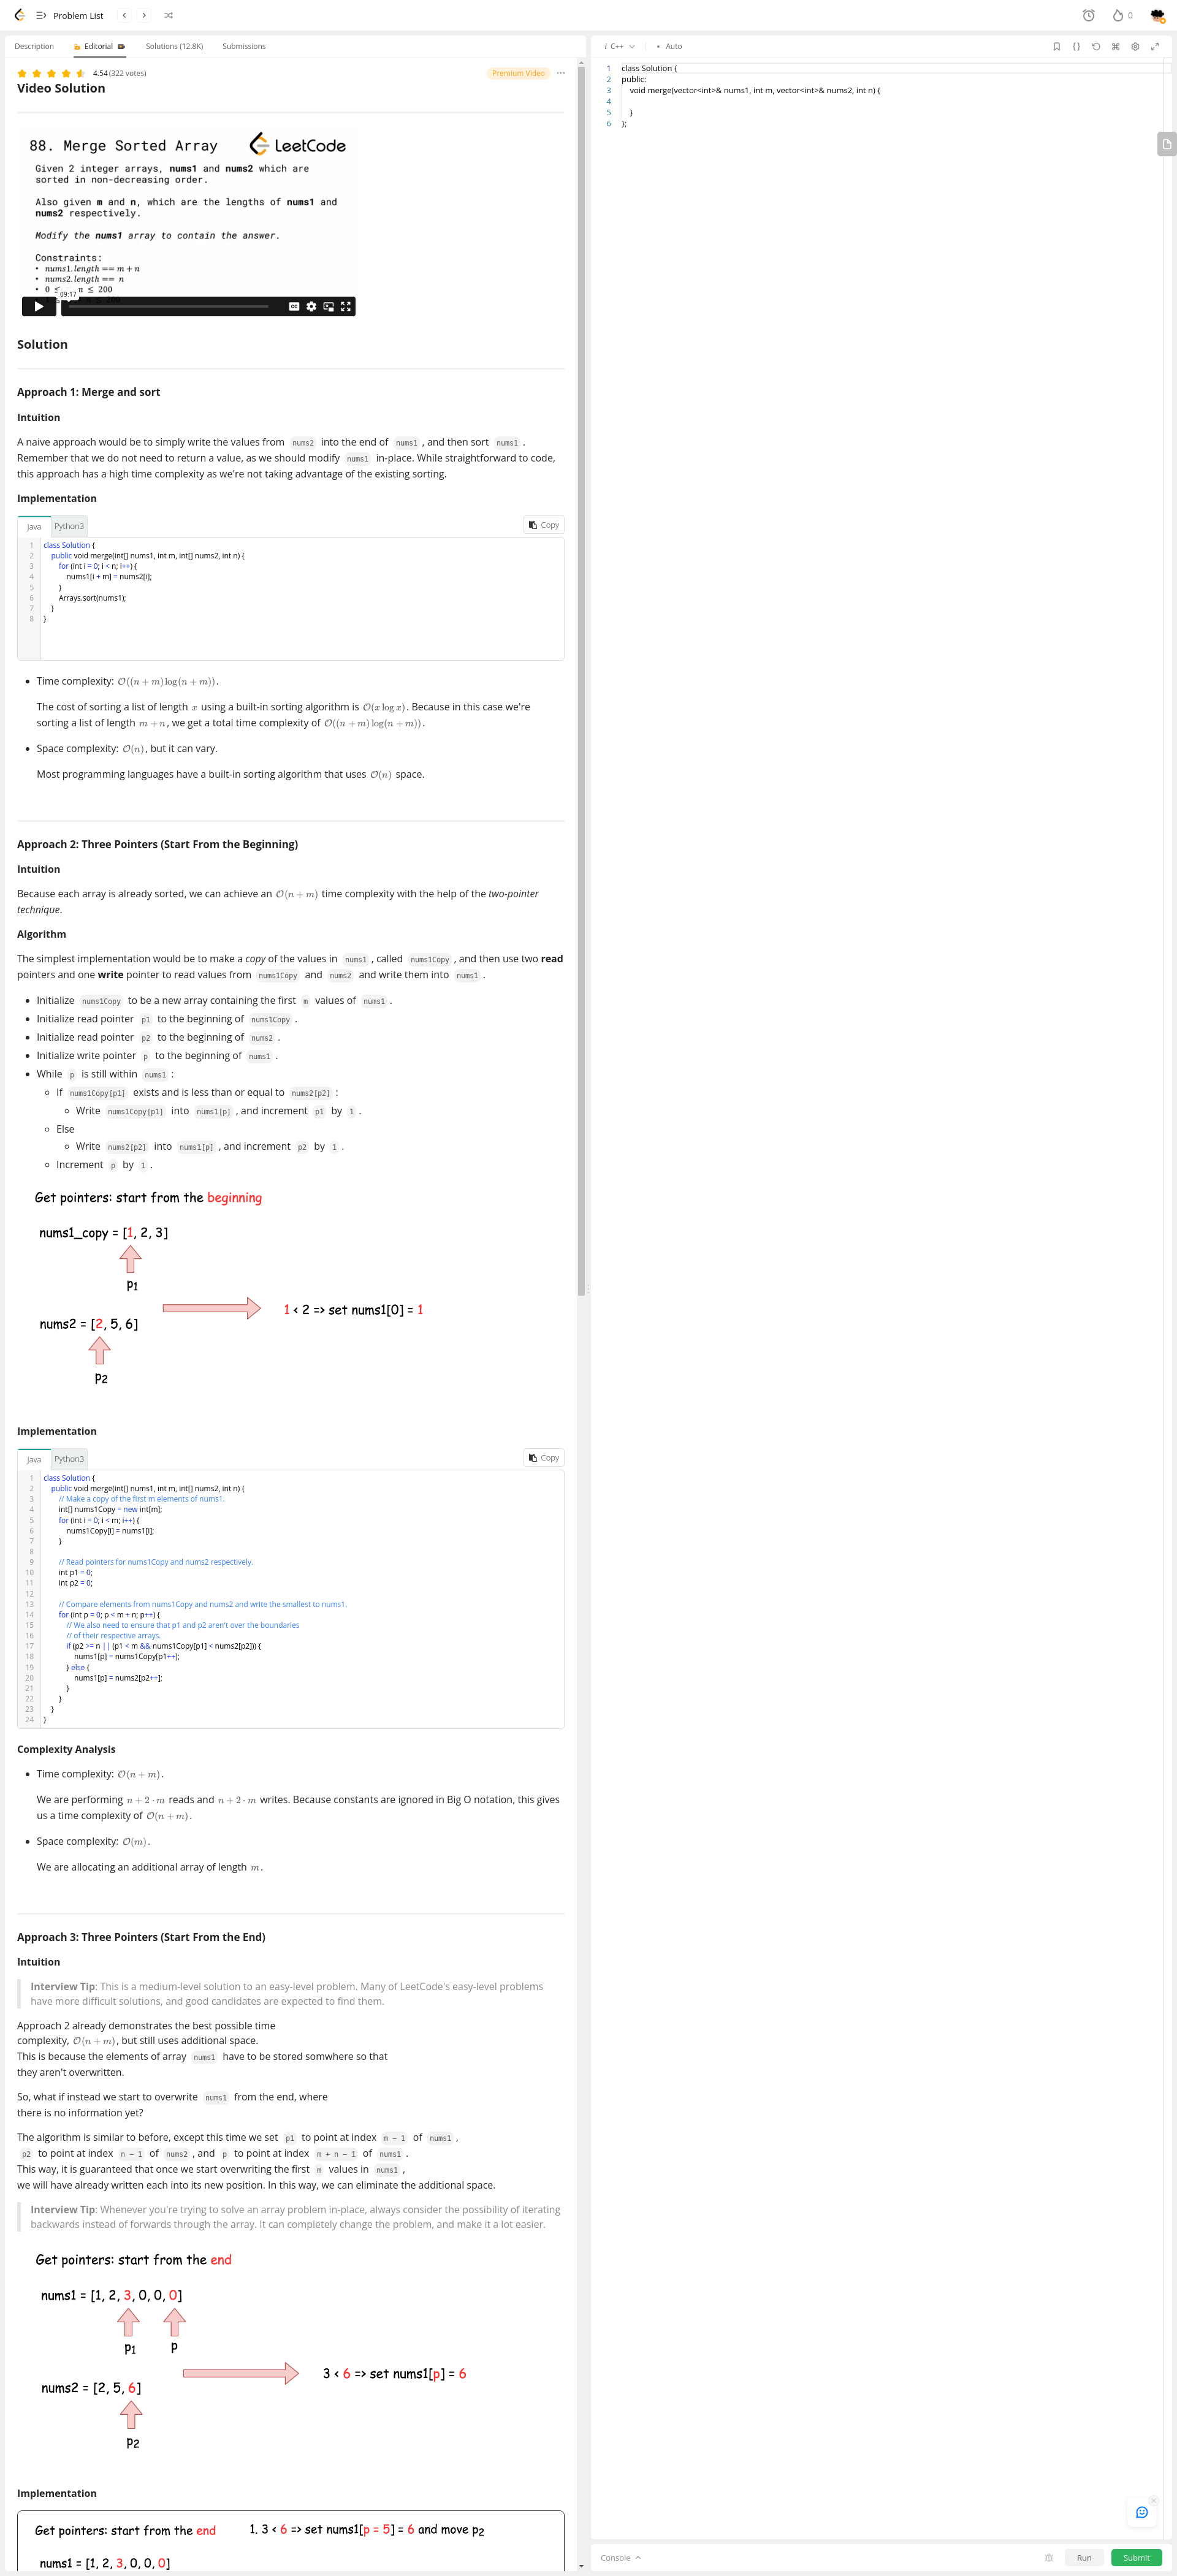 Problem List
0
Description
Editorial
Solutions (12.8K)
Submissions
4.54 (322 votes)
Premium Video
Video Solution
88. Merge Sorted Array
LeetCode
Given 2 integer arrays, nums1 and nums2 which are
sorted in non-decreasing order.
Also given m and n, which are the lengths of nums1 and
nums2 respectively.
Modify the nums1 array to contain the answer.
Constraints:
• nums1.length == m + n
• nums2.length == n
• 0 ≤ n ≤ 200
09:17
CC
Solution
Approach 1: Merge and sort
Intuition
A naive approach would be to simply write the values from nums2 into the end of nums1 , and then sort nums1 .
Remember that we do not need to return a value, as we should modify nums1 in-place. While straightforward to code,
this approach has a high time complexity as we're not taking advantage of the existing sorting.
Implementation
Java
Python3
Copy
1 class Solution {
2 public void merge(int[] nums1, int m, int[] nums2, int n) {
3 for (int i = 0; i < n; i++) {
4 nums1[i + m] = nums2[i];
5 }
6 Arrays.sort(nums1);
7 }
8 }
• Time complexity: O((n + m) log(n + m)).
The cost of sorting a list of length x using a built-in sorting algorithm is O(x log x). Because in this case we're
sorting a list of length m + n, we get a total time complexity of O((n + m) log(n + m)).
• Space complexity: O(n), but it can vary.
Most programming languages have a built-in sorting algorithm that uses O(n) space.
Approach 2: Three Pointers (Start From the Beginning)
Intuition
Because each array is already sorted, we can achieve an O(n + m) time complexity with the help of the two-pointer
technique.
Algorithm
The simplest implementation would be to make a copy of the values in nums1 , called nums1Copy , and then use two read
pointers and one write pointer to read values from nums1Copy and nums2 and write them into nums1 .
• Initialize nums1Copy to be a new array containing the first m values of nums1 .
• Initialize read pointer p1 to the beginning of nums1Copy .
• Initialize read pointer p2 to the beginning of nums2 .
• Initialize write pointer p to the beginning of nums1 .
• While p is still within nums1 :
◦ If nums1Copy[p1] exists and is less than or equal to nums2[p2] :
◦ Write nums1Copy[p1] into nums1[p] , and increment p1 by 1 .
◦ Else
◦ Write nums2[p2] into nums1[p] , and increment p2 by 1 .
◦ Increment p by 1 .
Get pointers: start from the beginning
nums1_copy = [1, 2, 3]
p1
1 < 2 => set nums1[0] = 1
nums2 = [2, 5, 6]
p2
Implementation
Java
Python3
Copy
1 class Solution {
2 public void merge(int[] nums1, int m, int[] nums2, int n) {
3 // Make a copy of the first m elements of nums1.
4 int[] nums1Copy = new int[m];
5 for (int i = 0; i < m; i++) {
6 nums1Copy[i] = nums1[i];
7 }
8
9 // Read pointers for nums1Copy and nums2 respectively.
10 int p1 = 0;
11 int p2 = 0;
12
13 // Compare elements from nums1Copy and nums2 and write the smallest to nums1.
14 for (int p = 0; p < m + n; p++) {
15 // We also need to ensure that p1 and p2 aren't over the boundaries
16 // of their respective arrays.
17 if (p2 >= n || (p1 < m && nums1Copy[p1] < nums2[p2])) {
18 nums1[p] = nums1Copy[p1++];
19 } else {
20 nums1[p] = nums2[p2++];
21 }
22 }
23 }
24 }
Complexity Analysis
• Time complexity: O(n + m).
We are performing n + 2 · m reads and n + 2 · m writes. Because constants are ignored in Big O notation, this gives
us a time complexity of O(n + m).
• Space complexity: O(m).
We are allocating an additional array of length m.
Approach 3: Three Pointers (Start From the End)
Intuition
Interview Tip: This is a medium-level solution to an easy-level problem. Many of LeetCode's easy-level problems
have more difficult solutions, and good candidates are expected to find them.
Approach 2 already demonstrates the best possible time
complexity, O(n + m), but still uses additional space.
This is because the elements of array nums1 have to be stored somwhere so that
they aren't overwritten.
So, what if instead we start to overwrite nums1 from the end, where
there is no information yet?
The algorithm is similar to before, except this time we set p1 to point at index m - 1 of nums1 ,
p2 to point at index n - 1 of nums2 , and p to point at index m + n - 1 of nums1 .
This way, it is guaranteed that once we start overwriting the first m values in nums1 ,
we will have already written each into its new position. In this way, we can eliminate the additional space.
Interview Tip: Whenever you're trying to solve an array problem in-place, always consider the possibility of iterating
backwards instead of forwards through the array. It can completely change the problem, and make it a lot easier.
Get pointers: start from the end
nums1 = [1, 2, 3, 0, 0, 0]
p1 p
3 < 6 => set nums1[p] = 6
nums2 = [2, 5, 6]
p2
Implementation
Get pointers: start from the end
1. 3 < 6 => set nums1[p = 5] = 6 and move p2
nums1 = [1, 2, 3, 0, 0, 0]
i C++
• Auto
1 class Solution {
2 public:
3 void merge(vector<int>& nums1, int m, vector<int>& nums2, int n) {
4
5 }
6 };
Console
Run
Submit